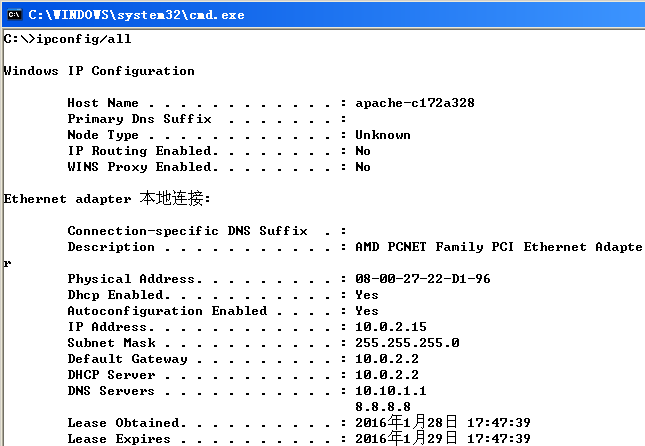 C:\WINDOWS\system32\cmd.exe
C:\>ipconfig/all
Windows IP Configuration
Host Name . . . . . . . . . . . . : apache-c172a328
Primary Dns Suffix  . . . . . . . :
Node Type . . . . . . . . . . . . : Unknown
IP Routing Enabled. . . . . . . . : No
WINS Proxy Enabled. . . . . . . . : No
Ethernet adapter 本地连接:
Connection-specific DNS Suffix  . :
Description . . . . . . . . . . . : AMD PCNET Family PCI Ethernet Adapte
r
Physical Address. . . . . . . . . : 08-00-27-22-D1-96
Dhcp Enabled. . . . . . . . . . . : Yes
Autoconfiguration Enabled . . . . : Yes
IP Address. . . . . . . . . . . . : 10.0.2.15
Subnet Mask . . . . . . . . . . . : 255.255.255.0
Default Gateway . . . . . . . . . : 10.0.2.2
DHCP Server . . . . . . . . . . . : 10.0.2.2
DNS Servers . . . . . . . . . . . : 10.10.1.1
8.8.8.8
Lease Obtained. . . . . . . . . . : 2016年1月28日 17:47:39
Lease Expires . . . . . . . . . . : 2016年1月29日 17:47:39